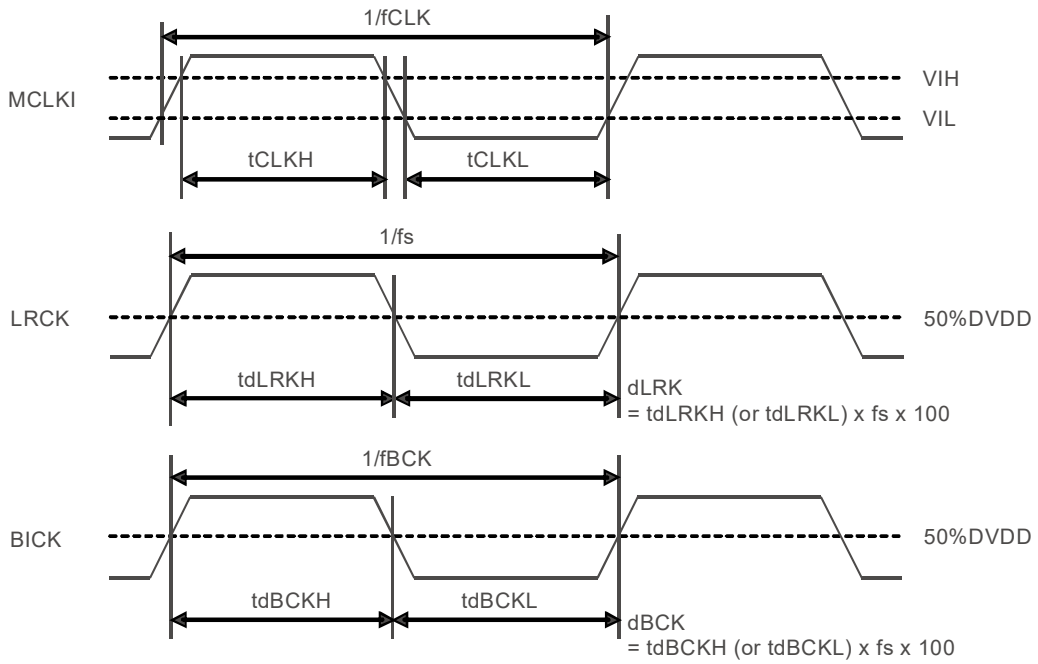 1/fCLK
MCLKI
VIH
VIL
tCLKH
tCLKL
1/fs
LRCK
50%DVDD
tdLRKH
tdLRKL
dLRK
= tdLRKH (or tdLRKL) x fs x 100
1/fBCK
BICK
50%DVDD
tdBCKH
tdBCKL
dBCK
= tdBCKH (or tdBCKL) x fs x 100